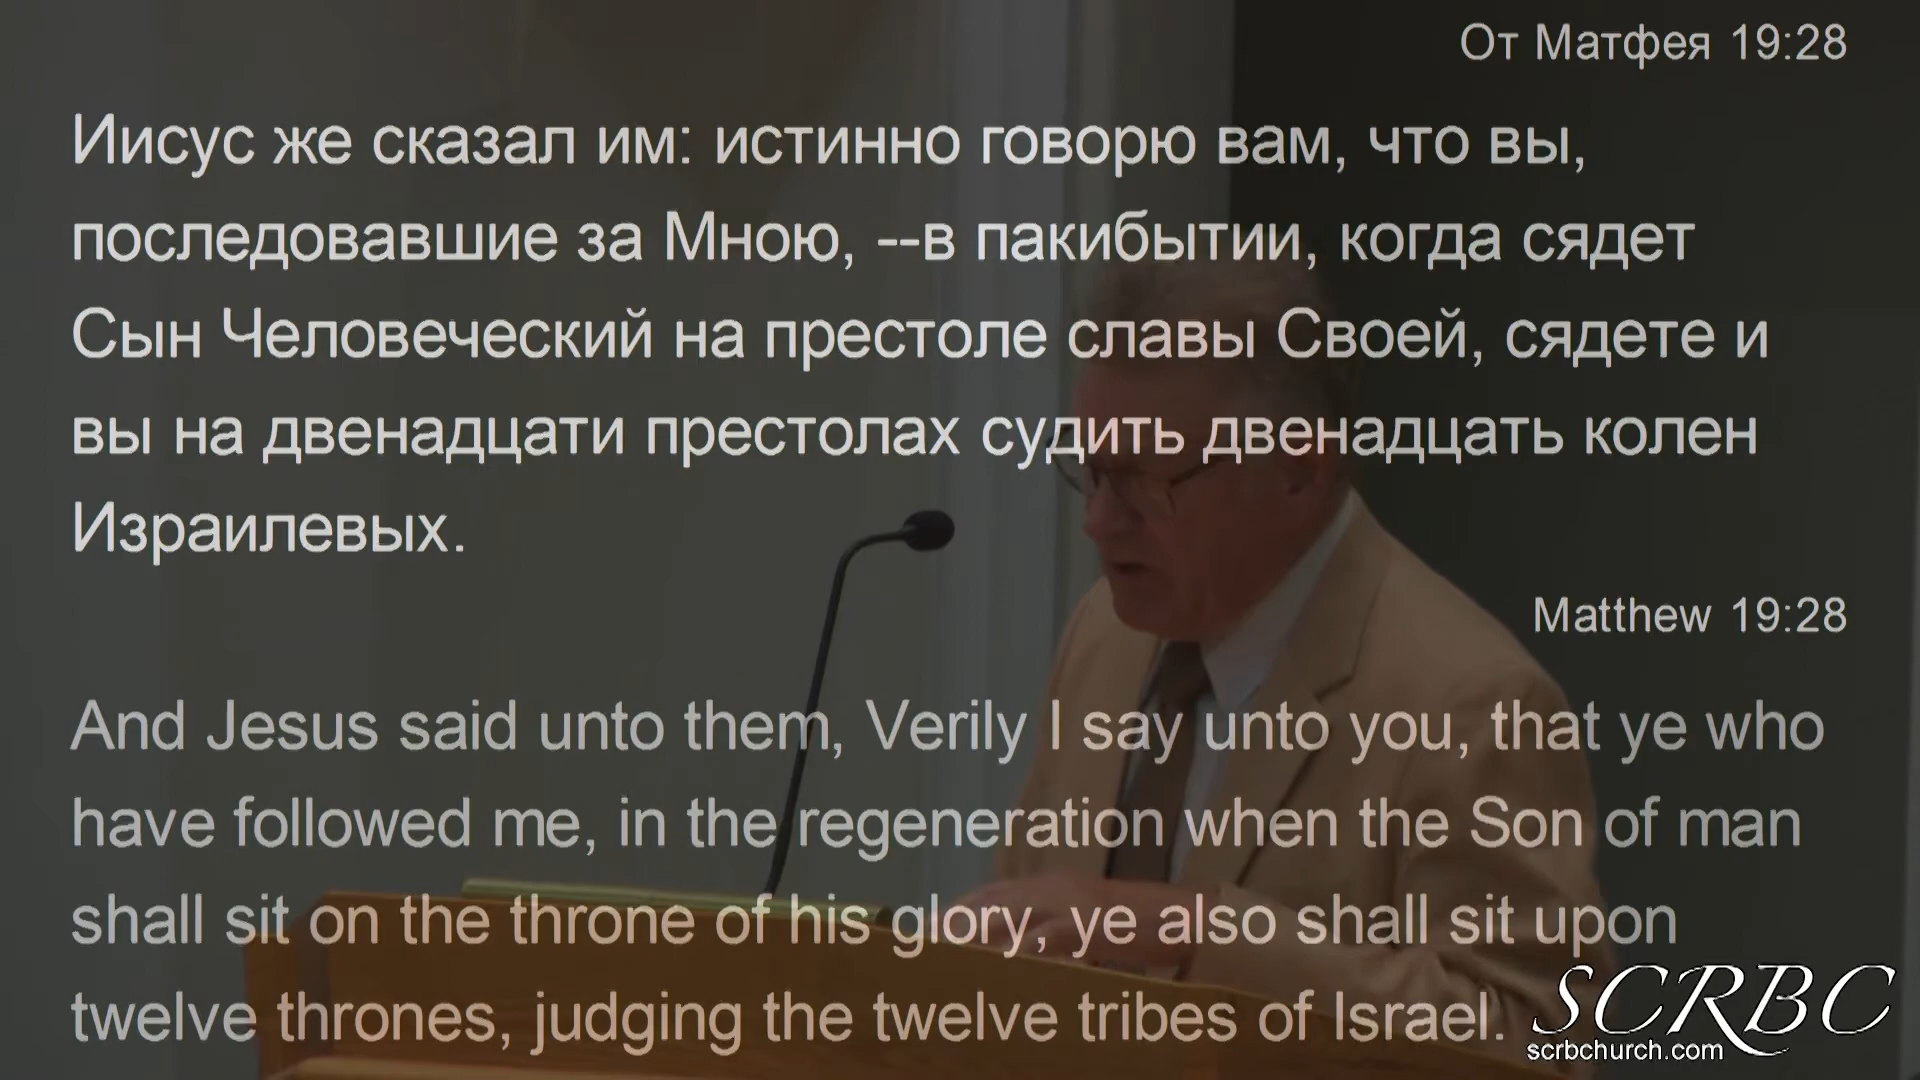 От Матфея 19:28
Иисус же сказал им: истинно говорю вам, что вы,
последовавшие за Мною, --в пакибытии, когда сядет
Сын Человеческий на престоле славы Своей, сядете и
вы на двенадцати престолах судить двенадцать колен
Израилевых.
Matthew 19:28
And Jesus said unto them, Verily I say unto you, that ye who
have followed me, in the regeneration when the Son of man
shall sit on the throne of his glory, ye also shall sit upon
twelve thrones, judging the twelve tribes of Israel.
SCRBC
scrbchurch.com